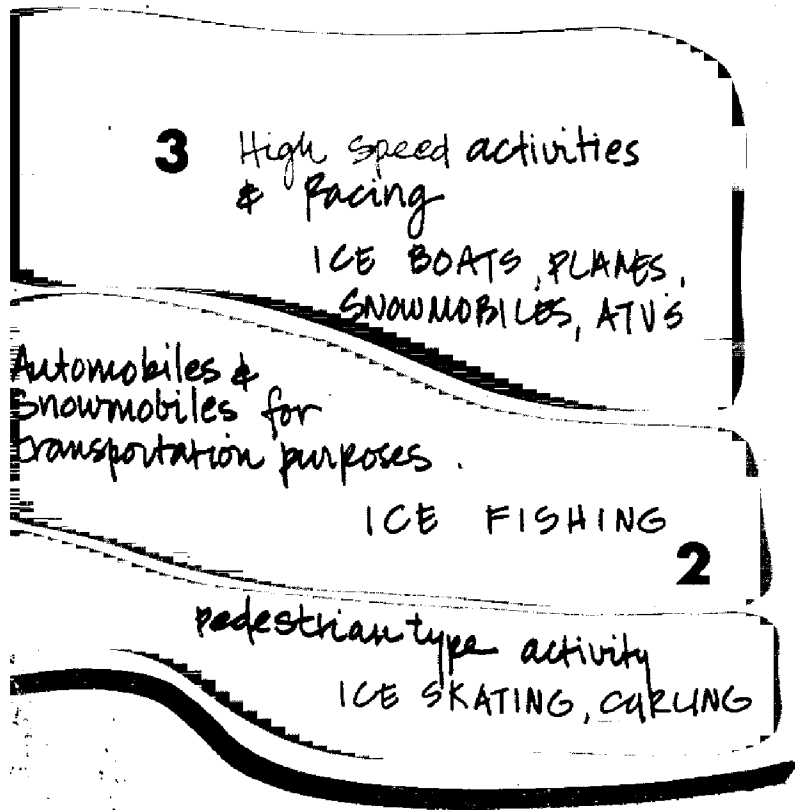 3 High speed activities
& Racing
ICE BOATS, PLANES,
SNOWMOBILES, ATV'S
Automobiles &
Snowmobiles for
transportation purposes.
ICE FISHING
2
pedestrian type activity
ICE SKATING, CURLING